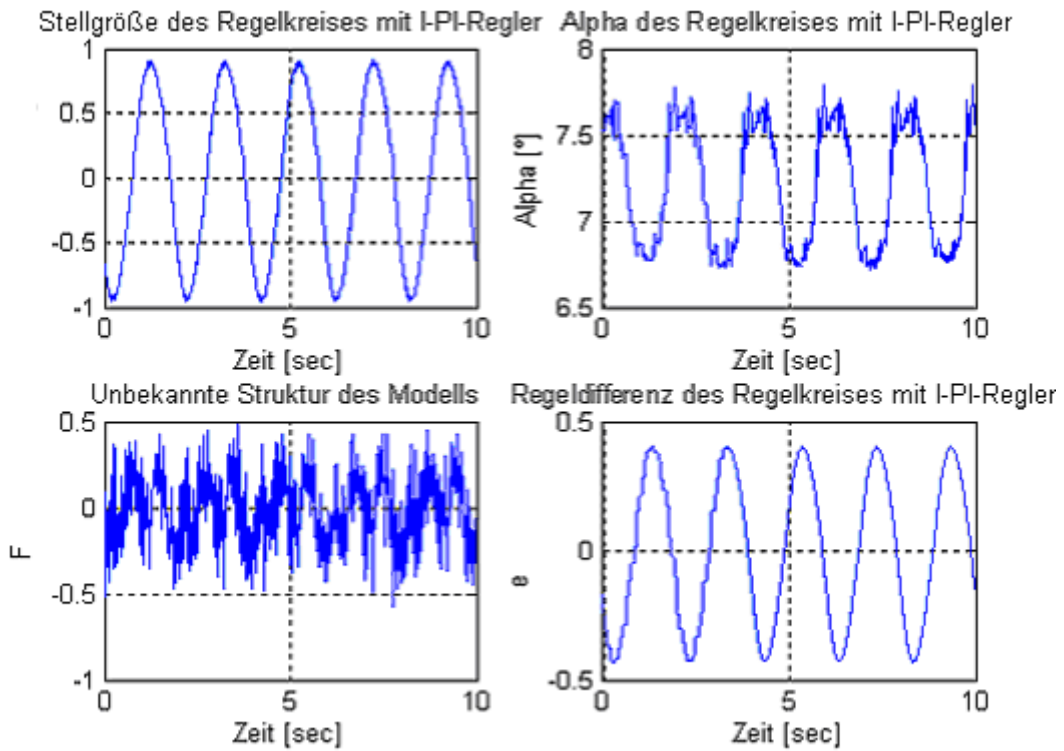 Stellgröße des Regelkreises mit I-PI-Regler
1
0.5
0
-0.5
-1
0
5
10
Zeit [sec]
Alpha des Regelkreises mit I-PI-Regler
8
7.5
7
6.5
Alpha [°]
0
5
10
Zeit [sec]
Unbekannte Struktur des Modells
0.5
0
-0.5
-1
F
0
5
10
Zeit [sec]
Regeldifferenz des Regelkreises mit I-PI-Regler
0.5
0
-0.5
e
0
5
10
Zeit [sec]